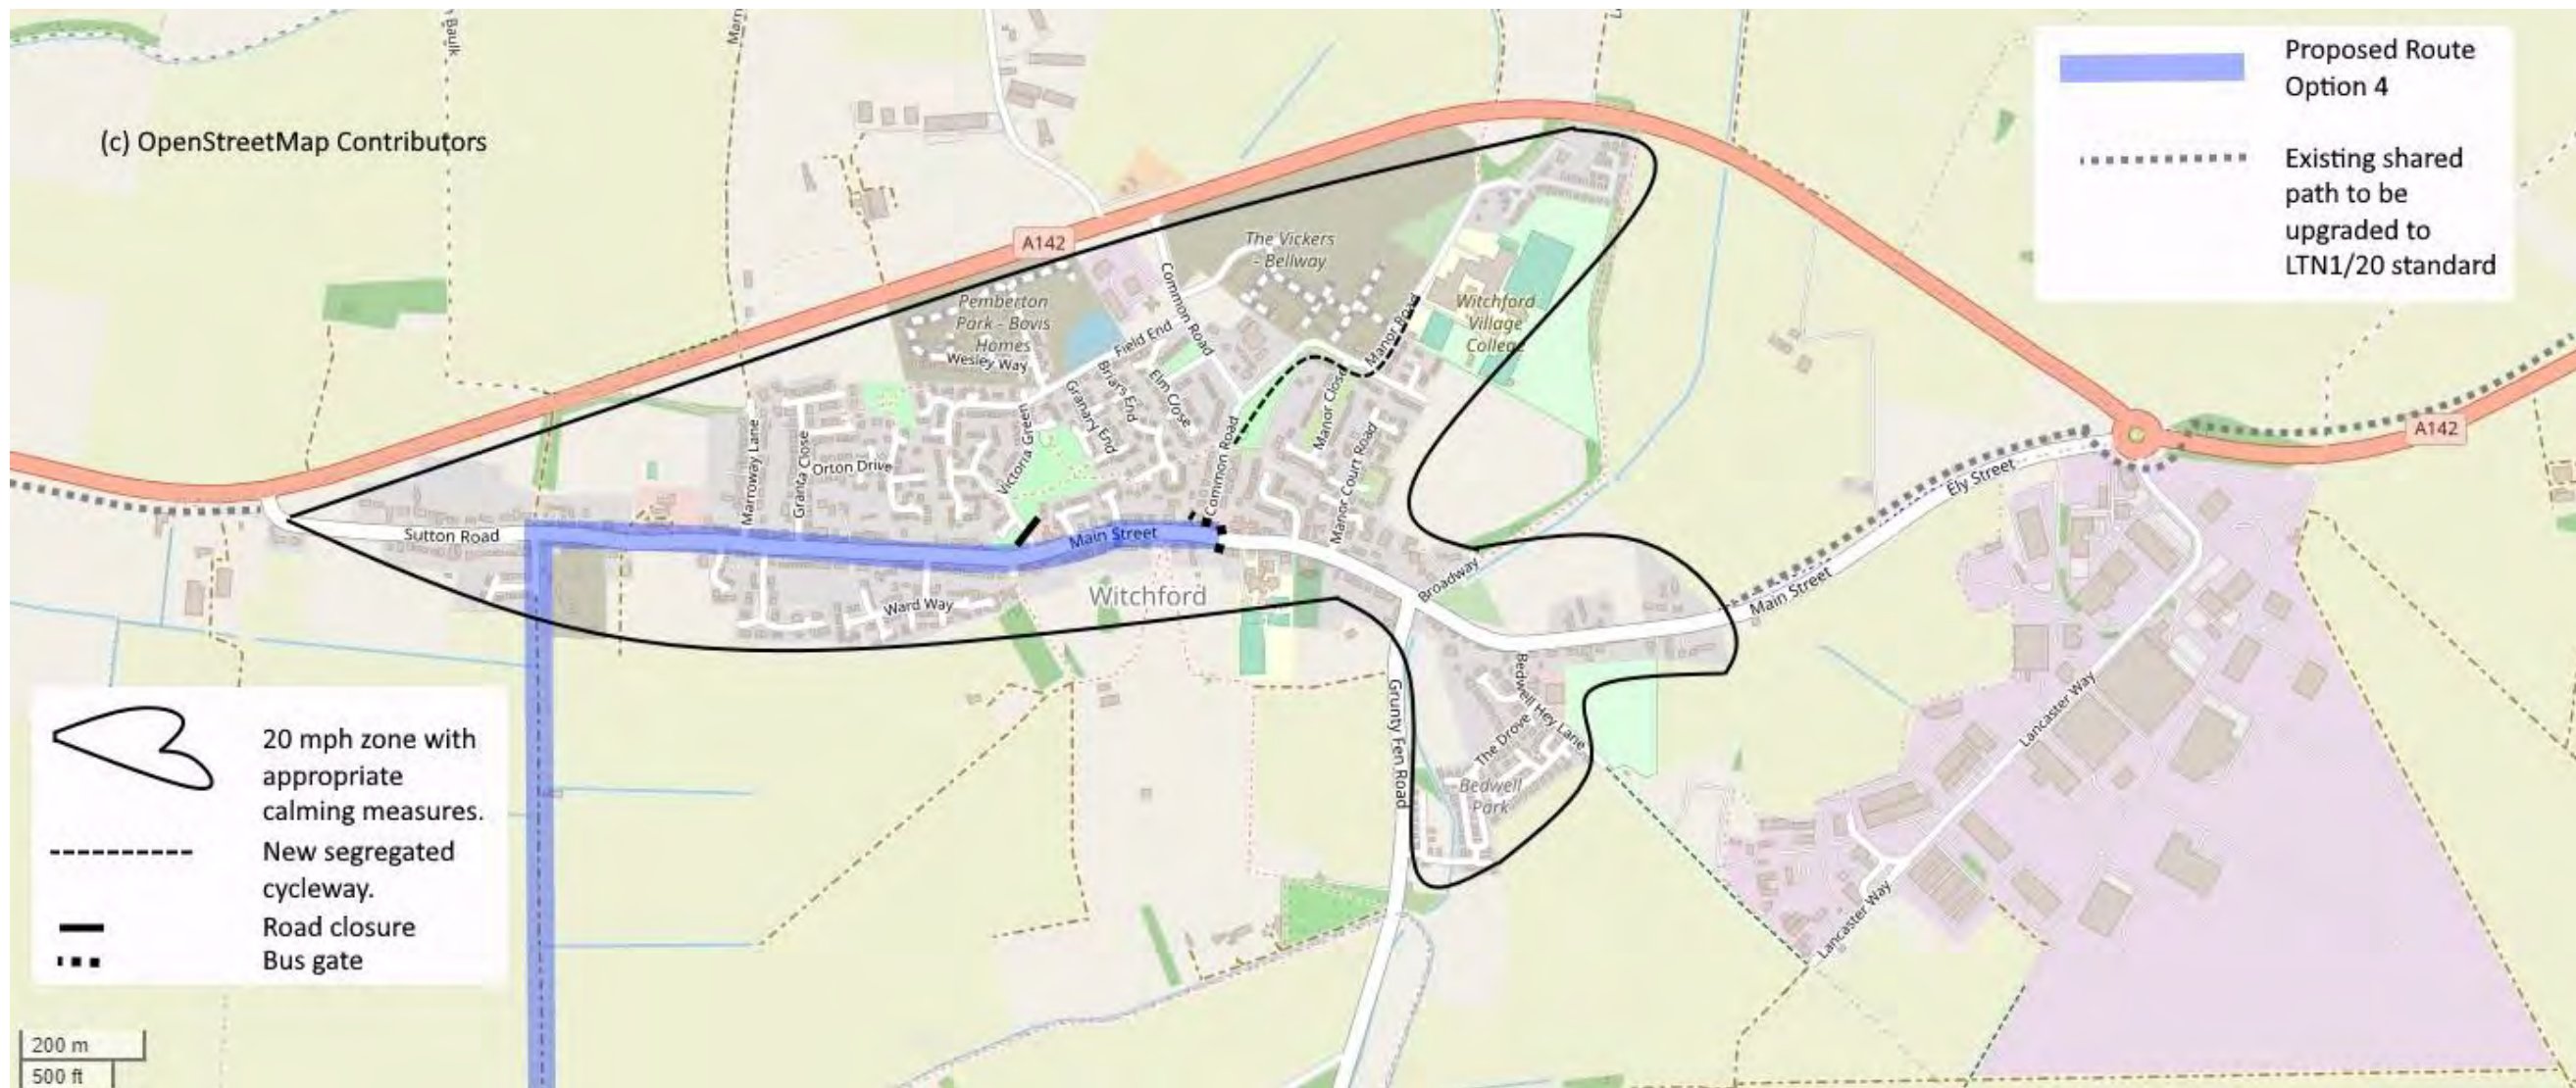 Baulk
(c) OpenStreetMap Contributors
Proposed Route
Option 4
Existing shared
path to be
upgraded to
LTN1/20 standard
A142
The Vickers
- Bellway
Common Road
Pemberton
Park - Bovis
Homes
Wesley Way
Field End
Briars End
Elm Close
Granary End
Manor Road
Witchford
Village
College
Manor Close
Manor Court Road
Common Road
Victoria Green
Marroway Lane
Granta Close
Orton Drive
Sutton Road
Main Street
Witchford
Ward Way
Broadway
Main Street
Ely Street
A142
Grunty Fen Road
Bedwell Hey Lane
The Drove
Bedwell
Park
Lancaster Way
Lancaster Way
20 mph zone with
appropriate
calming measures.
New segregated
cycleway.
Road closure
Bus gate
200 m
500 ft